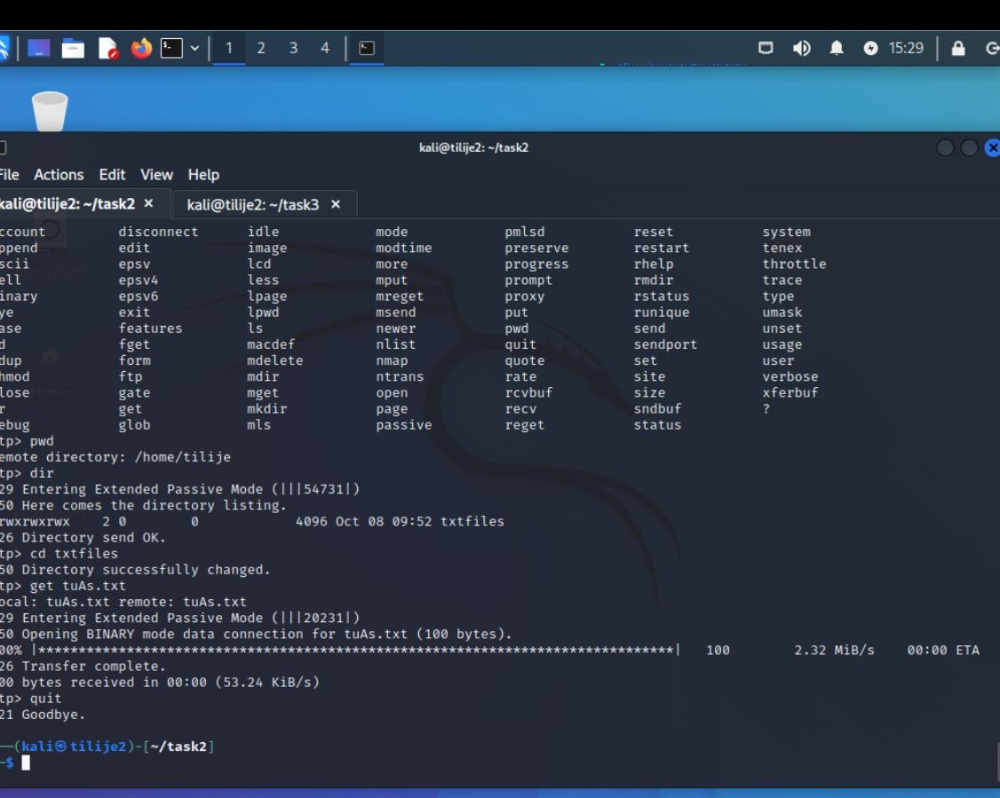 1 2 3 4 15:29
Trash
kali@tilije2: ~/task2
File Actions Edit View Help
kali@tilije2: ~/task2 × kali@tilije2: ~/task3 ×
ccount disconnect idle mode pmlsd reset system
ppend edit image modtime preserve restart tenex
scii epsv lcd more progress rhelp throttle
ell epsv4 less mput prompt rmdir trace
inary epsv6 lpage mreget proxy rstatus type
ye exit lpwd msend put runique umask
ase features ls newer pwd send unset
d fget macdef nlist quit sendport usage
dup form mdelete nmap quote set user
hmod ftp mdir ntrans rate site verbose
lose gate mget open rcvbuf size xferbuf
r get mkdir page recv sndbuf ?
ebug glob mls passive reget status
tp> pwd
emote directory: /home/tilije
tp> dir
29 Entering Extended Passive Mode (|||54731|)
50 Here comes the directory listing.
rwxrwxrwx 2 0 0 4096 Oct 08 09:52 txtfiles
26 Directory send OK.
tp> cd txtfiles
50 Directory successfully changed.
tp> get tuAs.txt
ocal: tuAs.txt remote: tuAs.txt
29 Entering Extended Passive Mode (|||20231|)
50 Opening BINARY mode data connection for tuAs.txt (100 bytes).
00% |*******************************************************************************| 100 2.32 MiB/s 00:00 ETA
26 Transfer complete.
00 bytes received in 00:00 (53.24 KiB/s)
tp> quit
21 Goodbye.
(kali㉿tilije2)-[~/task2]
$